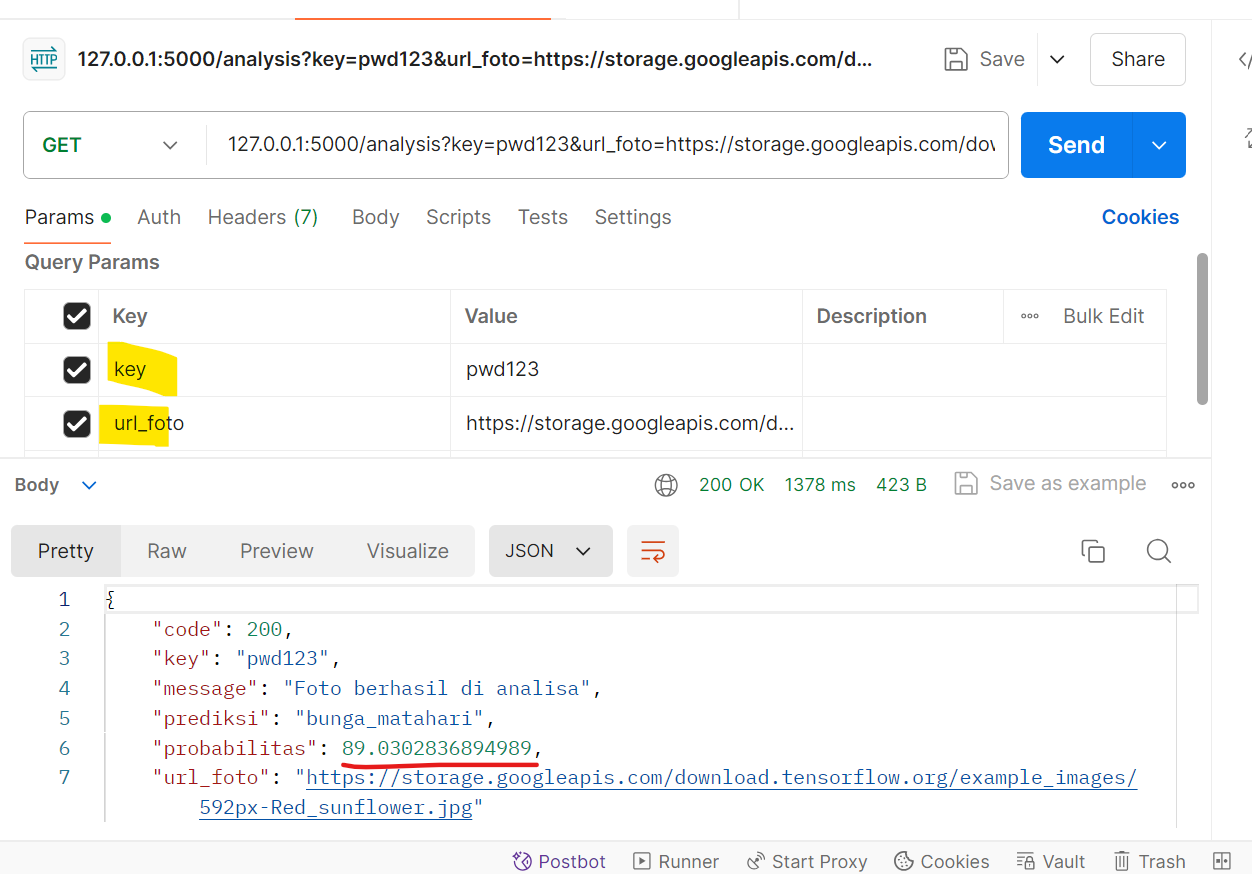 HTTP 127.0.0.1:5000/analysis?key=pwd123&url_foto=https://storage.googleapis.com/d... Save Share
GET 127.0.0.1:5000/analysis?key=pwd123&url_foto=https://storage.googleapis.com/dov Send
Params Auth Headers (7) Body Scripts Tests Settings Cookies
Query Params
Key Value Description Bulk Edit
key pwd123
url_foto https://storage.googleapis.com/d...
Body 200 OK 1378 ms 423 B Save as example
Pretty Raw Preview Visualize JSON
1 {
2 "code": 200,
3 "key": "pwd123",
4 "message": "Foto berhasil di analisa",
5 "prediksi": "bunga_matahari",
6 "probabilitas": 89.0302836894989,
7 "url_foto": "https://storage.googleapis.com/download.tensorflow.org/example_images/
592px-Red_sunflower.jpg"
Postbot Runner Start Proxy Cookies Vault Trash